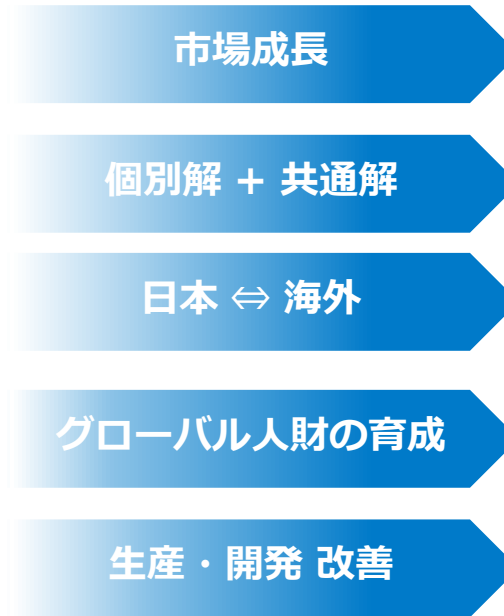 市場成長
個別解 + 共通解
日本 ⇔ 海外
グローバル人財の育成
生産・開発 改善